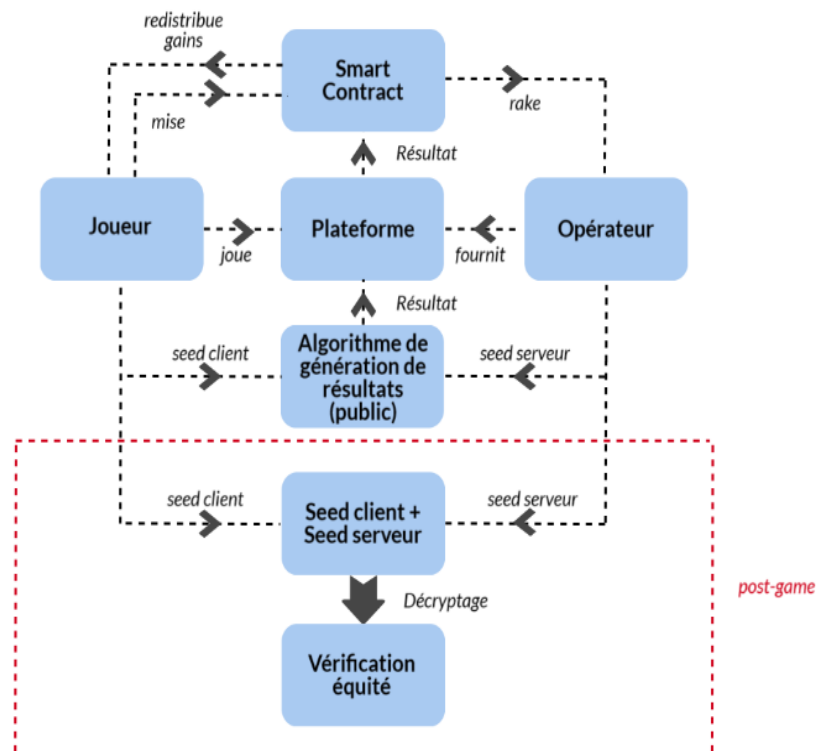 redistribue
gains
Smart
Contract
mise
rake
Résultat
Joueur
Plateforme
Opérateur
joue
fournit
Résultat
seed client
Algorithme de
génération de
résultats
(public)
seed serveur
seed client
Seed client +
Seed serveur
seed serveur
post-game
Décryptage
Vérification
équité